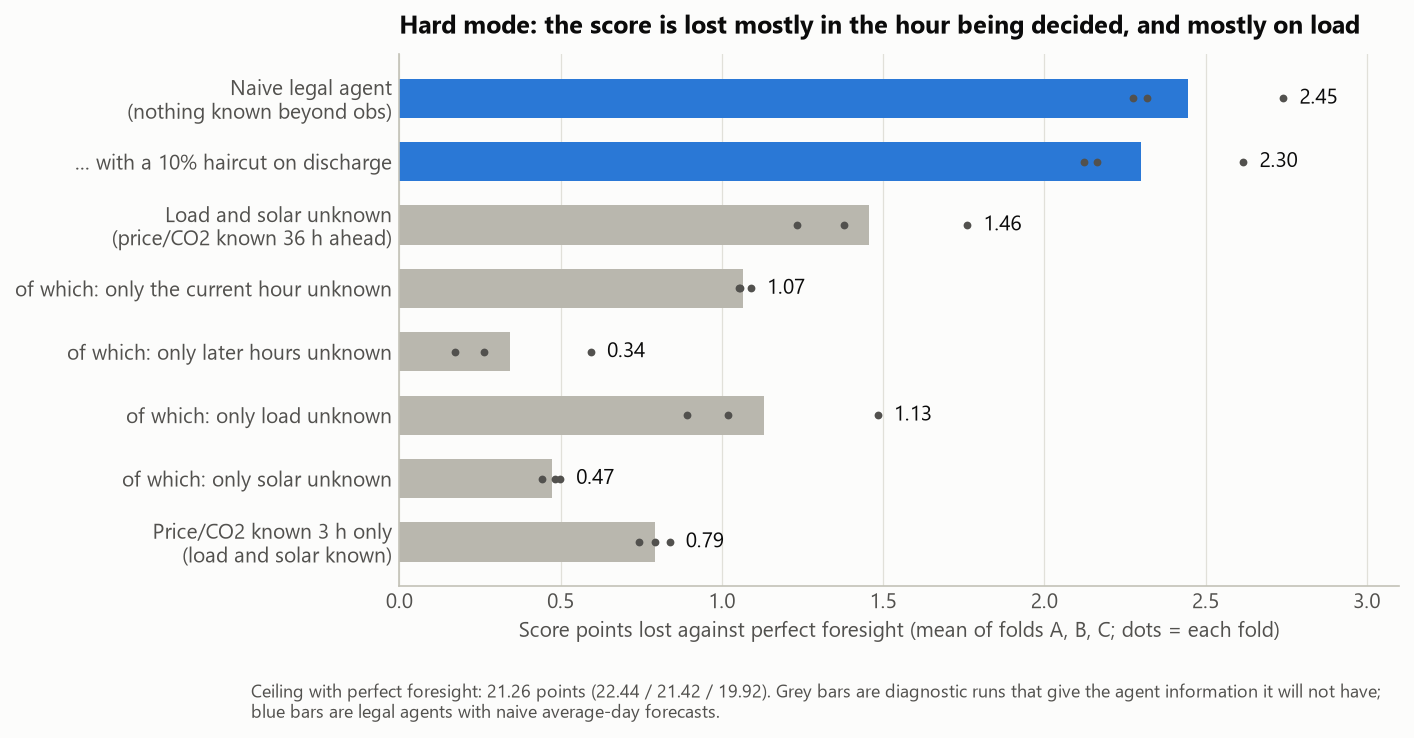 Hard mode: the score is lost mostly in the hour being decided, and mostly on load
Naive legal agent
(nothing known beyond obs)
2.45
... with a 10% haircut on discharge
2.30
Load and solar unknown
(price/CO2 known 36 h ahead)
1.46
of which: only the current hour unknown
1.07
of which: only later hours unknown
0.34
of which: only load unknown
1.13
of which: only solar unknown
0.47
Price/CO2 known 3 h only
(load and solar known)
0.79
0.0 0.5 1.0 1.5 2.0 2.5 3.0
Score points lost against perfect foresight (mean of folds A, B, C; dots = each fold)
Ceiling with perfect foresight: 21.26 points (22.44 / 21.42 / 19.92). Grey bars are diagnostic runs that give the agent information it will not have;
blue bars are legal agents with naive average-day forecasts.